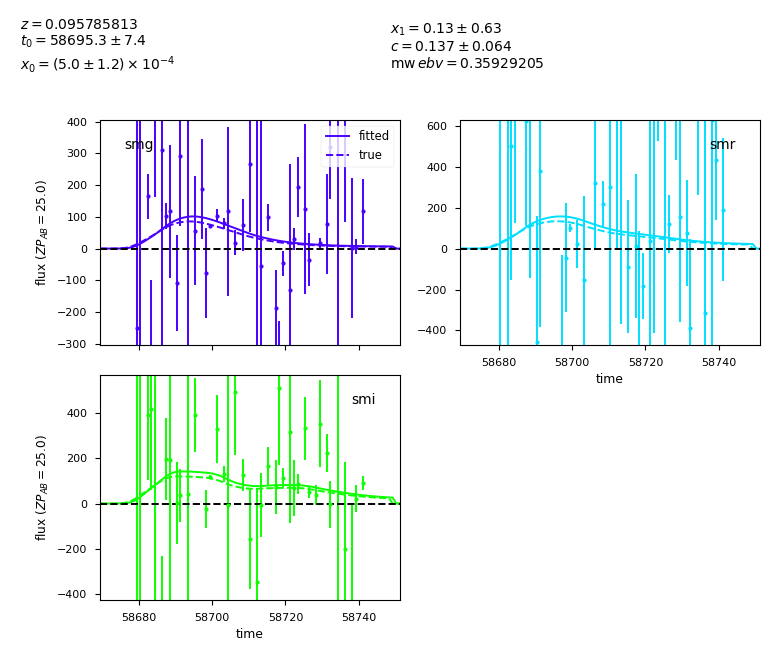 z = 0.095785813
t₀ = 58695.3 ± 7.4
x₀ = (5.0 ± 1.2) × 10⁻⁴
x₁ = 0.13 ± 0.63
c = 0.137 ± 0.064
mw ebv = 0.35929205
smg
fitted
true
400
300
200
100
0
−100
−200
−300
flux (ZP_AB = 25.0)
smr
600
400
200
0
−200
−400
58680 58700 58720 58740
time
smi
400
200
0
−200
−400
flux (ZP_AB = 25.0)
58680 58700 58720 58740
time